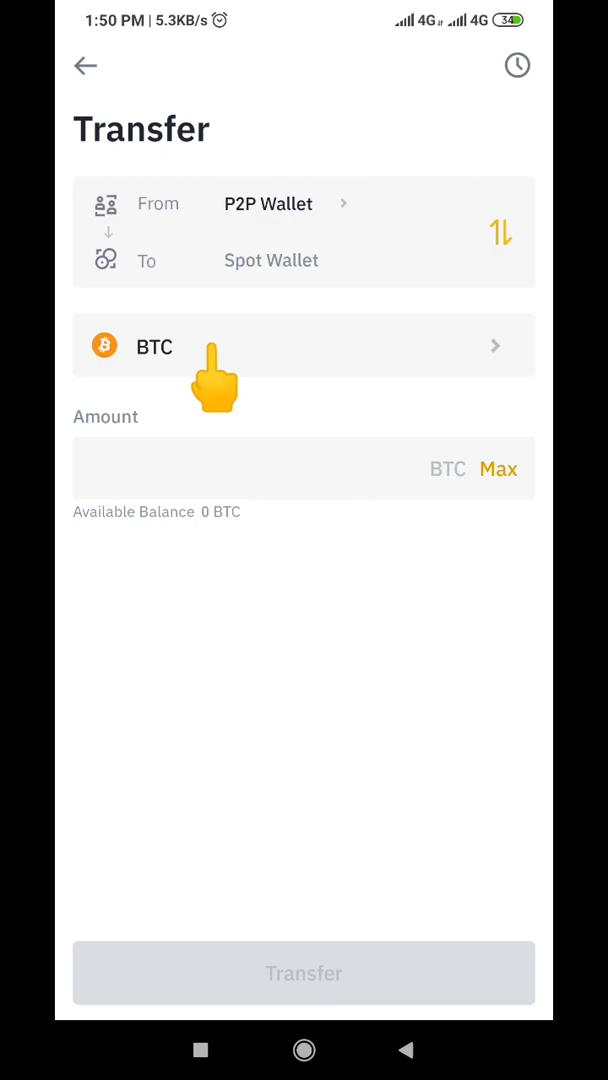 1:50 PM | 5.3KB/s 4G 4G 34
Transfer
From P2P Wallet
To Spot Wallet
BTC
Amount
BTC Max
Available Balance 0 BTC
Transfer